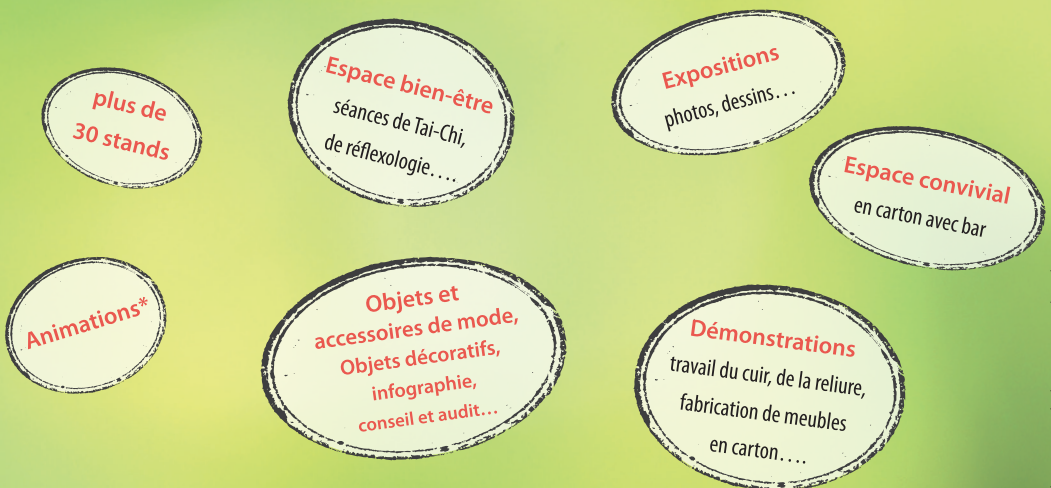 plus de
30 stands
Espace bien-être
séances de Tai-Chi,
de réflexologie....
Expositions
photos, dessins...
Espace convivial
en carton avec bar
Animations*
Objets et
accessoires de mode,
Objets décoratifs,
infographie,
conseil et audit...
Démonstrations
travail du cuir, de la reliure,
fabrication de meubles
en carton....